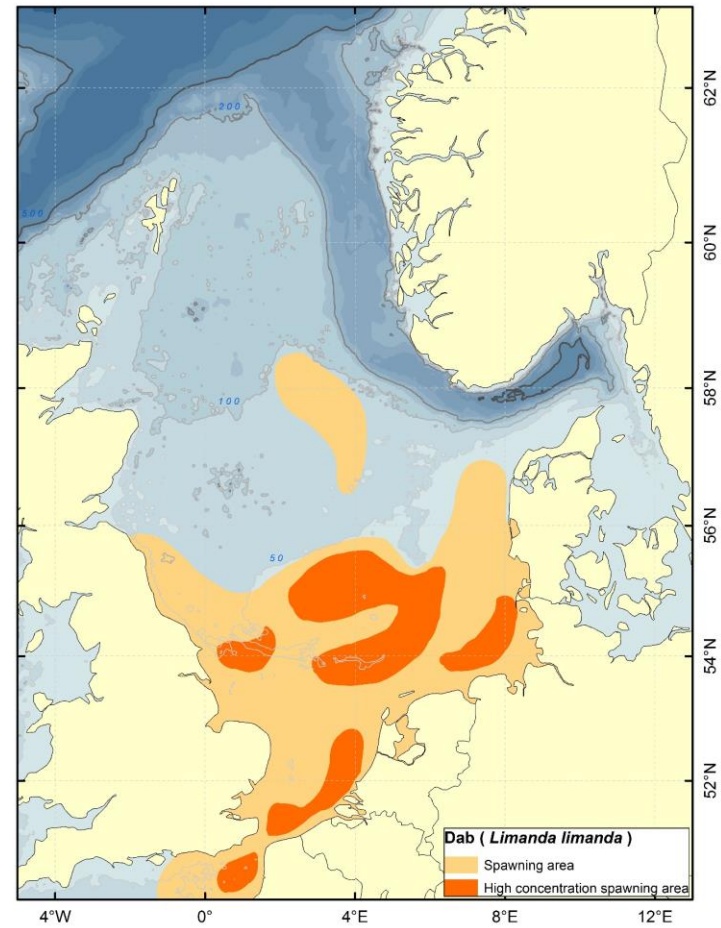 200
500
62°N
60°N
58°N
100
56°N
50
54°N
52°N
Dab ( Limanda limanda )
Spawning area
High concentration spawning area
4°W
0°
4°E
8°E
12°E